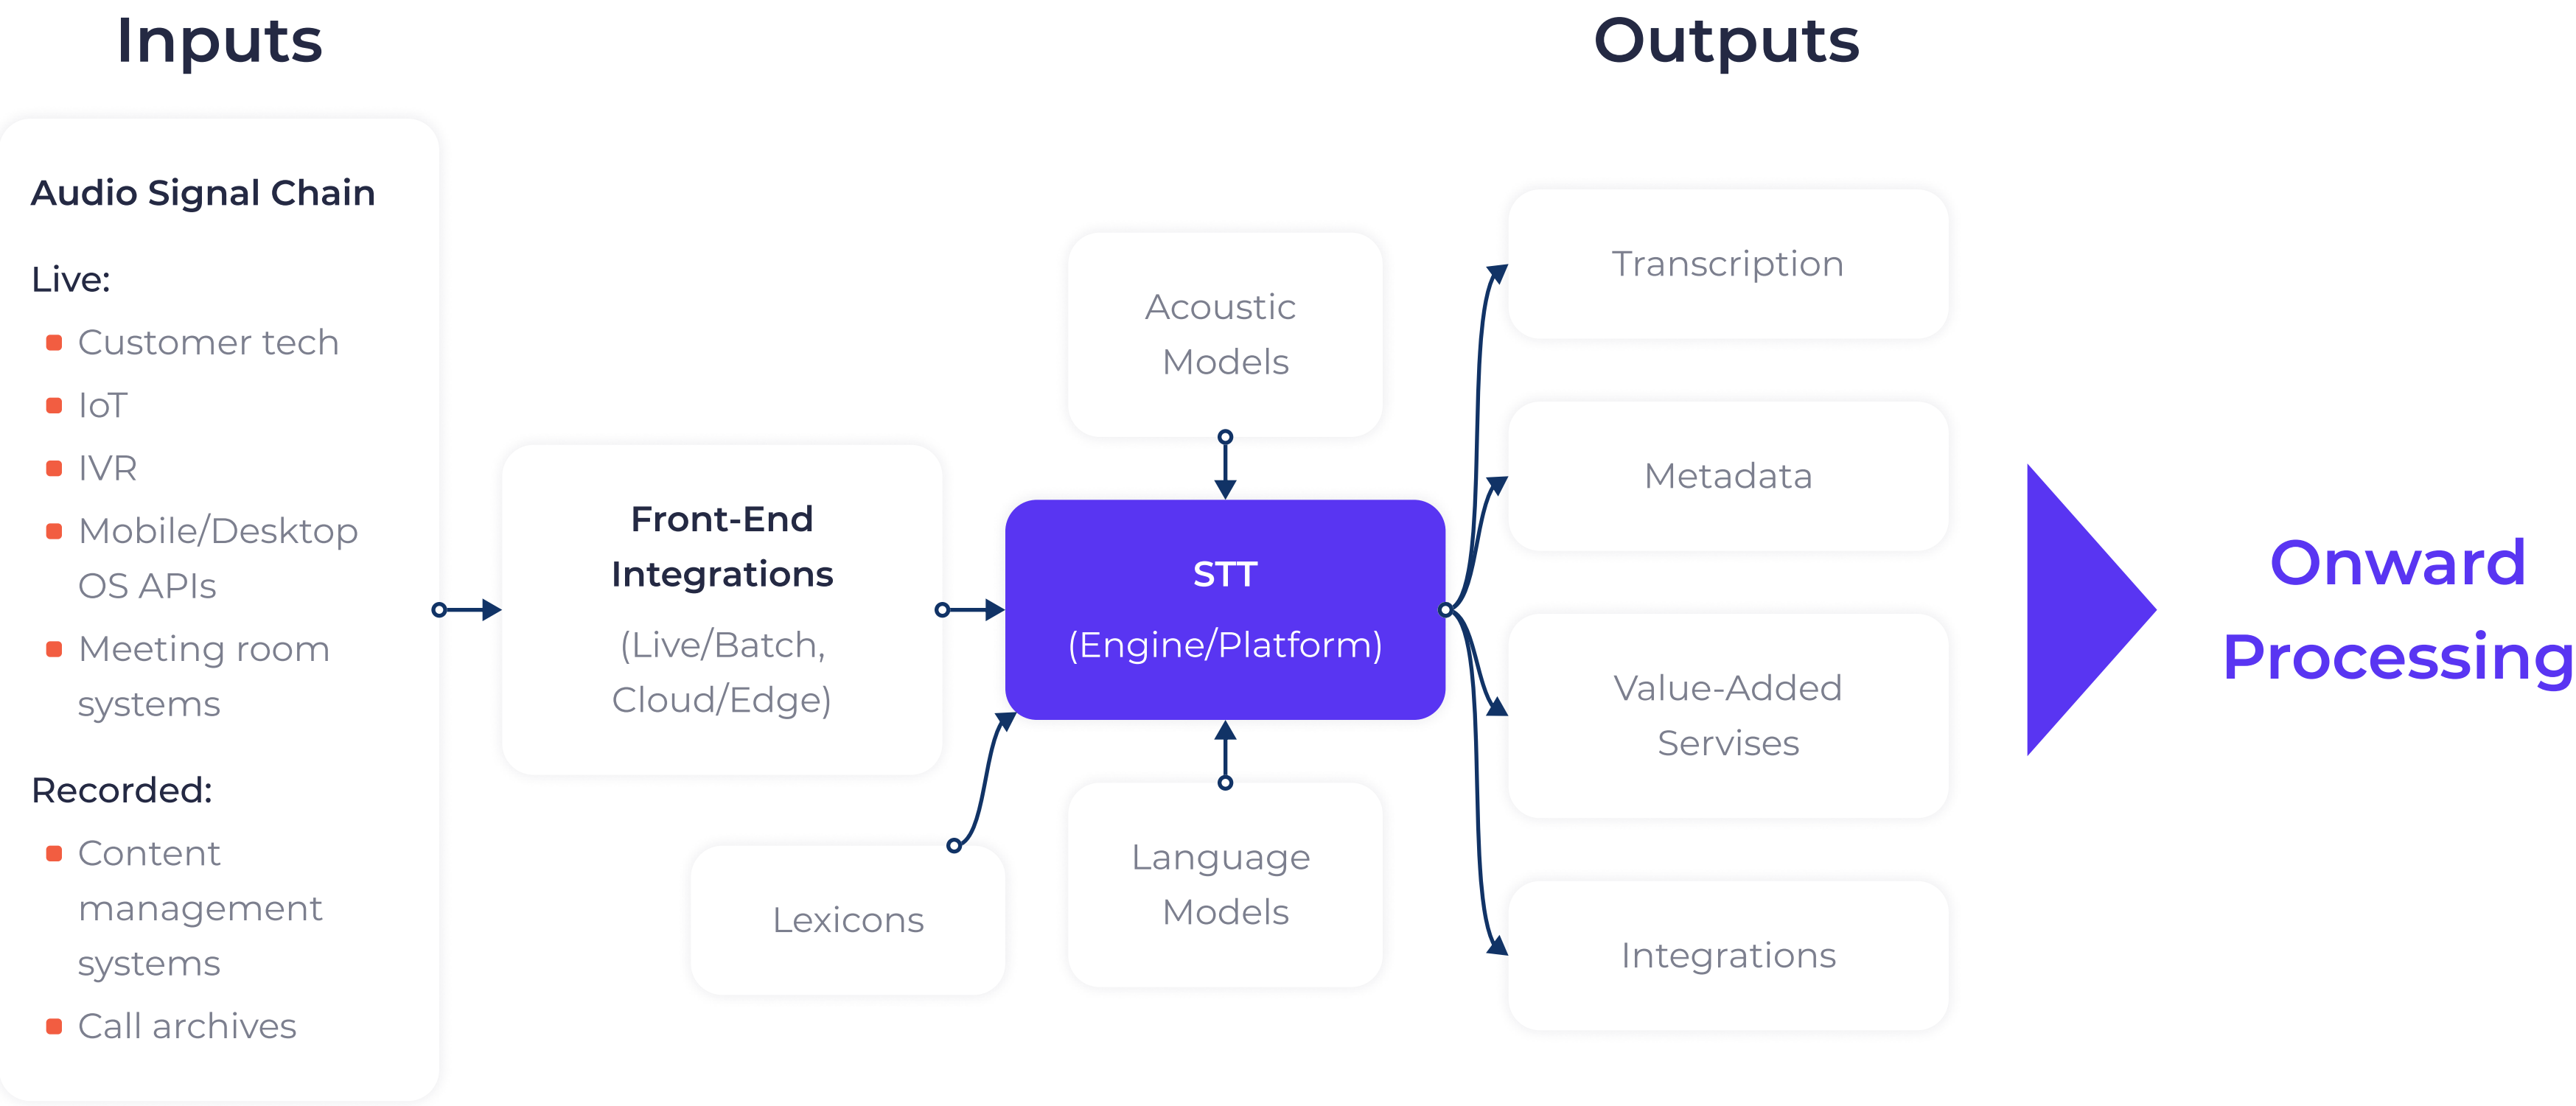 Inputs
Outputs
Audio Signal Chain
Live:
Customer tech
IoT
IVR
Mobile/Desktop
OS APIs
Meeting room
systems
Recorded:
Content
management
systems
Call archives
Front-End
Integrations
(Live/Batch,
Cloud/Edge)
Lexicons
Acoustic
Models
STT
(Engine/Platform)
Language
Models
Transcription
Metadata
Value-Added
Servises
Integrations
Onward
Processing